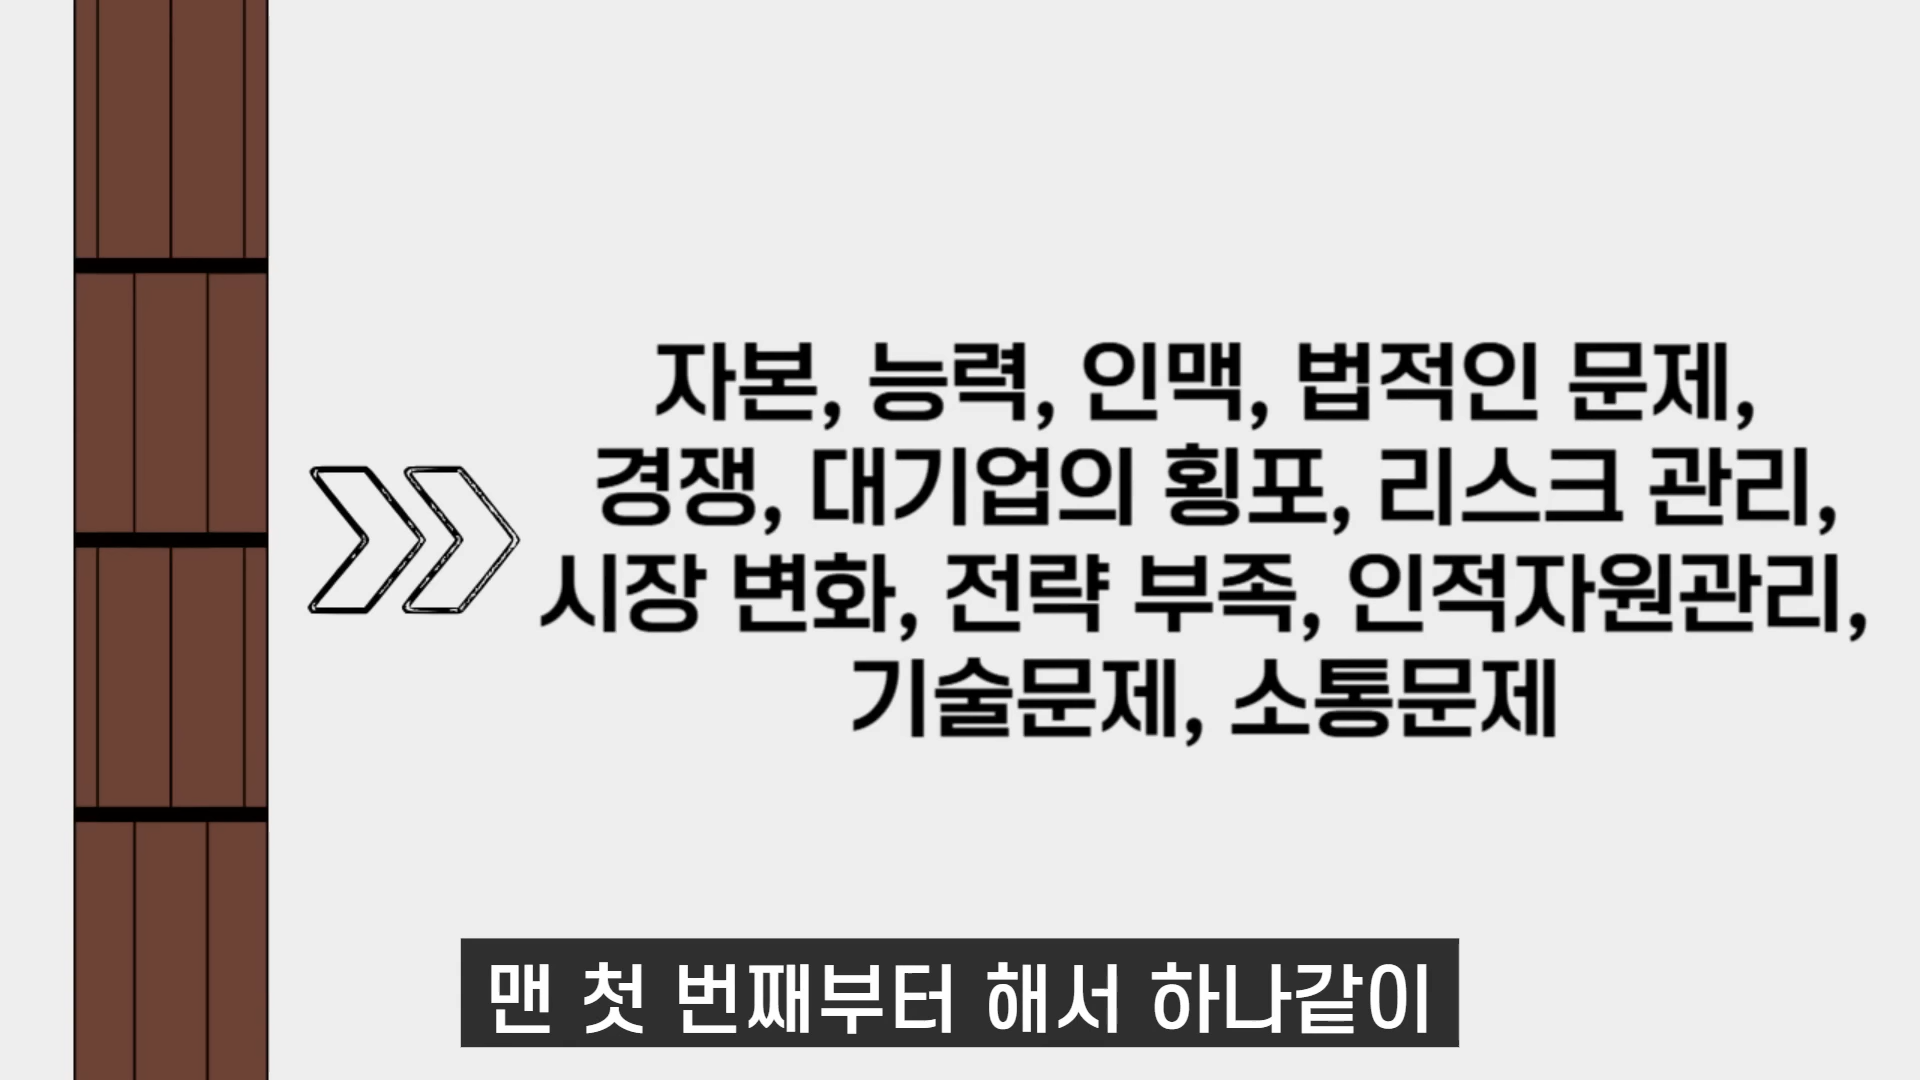 자본, 능력, 인맥, 법적인 문제,
경쟁, 대기업의 횡포, 리스크 관리,
시장 변화, 전략 부족, 인적자원관리,
기술문제, 소통문제
맨 첫 번째부터 해서 하나같이